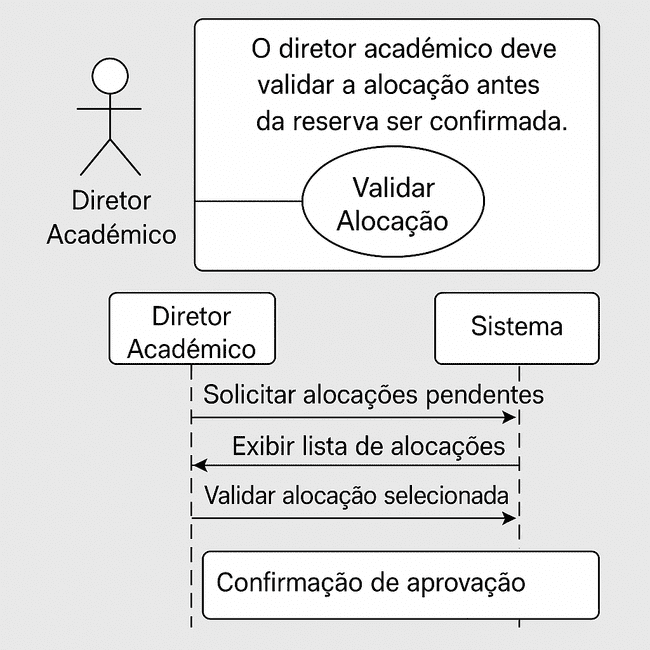 O diretor académico deve
validar a alocação antes
da reserva ser confirmada.
Validar
Alocação
Diretor
Académico
Diretor
Académico
Sistema
Solicitar alocações pendentes
Exibir lista de alocações
Validar alocação selecionada
Confirmação de aprovação